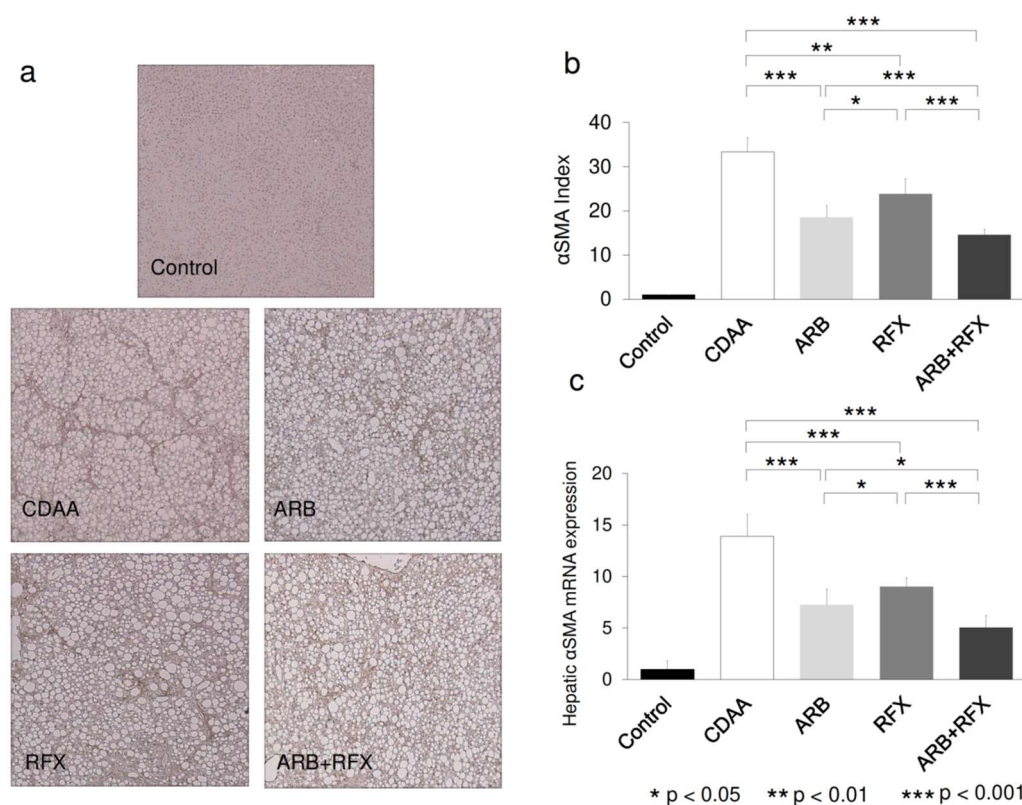 a
Control
CDAA
ARB
RFX
ARB+RFX
b
***
**
***
***
*
***
αSMA Index
40
30
20
10
0
Control
CDAA
ARB
RFX
ARB+RFX
c
***
***
***
*
*
***
Hepatic αSMA mRNA expression
20
15
10
5
0
Control
CDAA
ARB
RFX
ARB+RFX
* p < 0.05 ** p < 0.01 *** p < 0.001